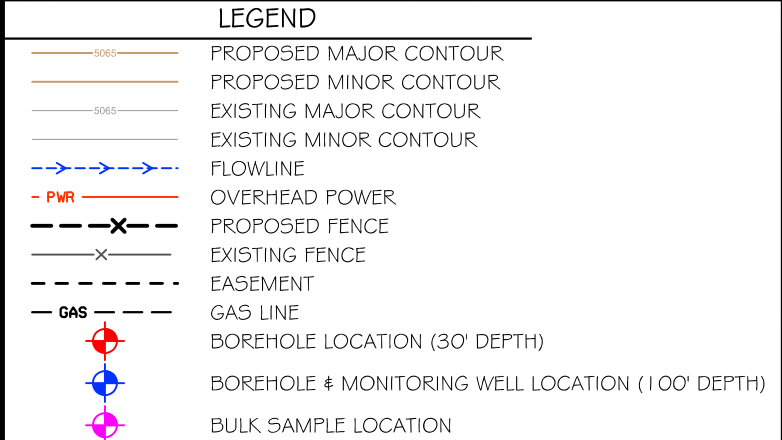 LEGEND
5065 PROPOSED MAJOR CONTOUR
PROPOSED MINOR CONTOUR
5065 EXISTING MAJOR CONTOUR
EXISTING MINOR CONTOUR
FLOWLINE
PWR OVERHEAD POWER
PROPOSED FENCE
EXISTING FENCE
EASEMENT
GAS GAS LINE
BOREHOLE LOCATION (30' DEPTH)
BOREHOLE & MONITORING WELL LOCATION (100' DEPTH)
BULK SAMPLE LOCATION